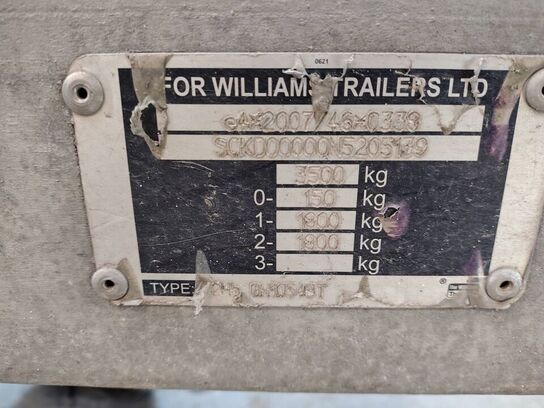 0621
FOR WILLIAMS TRAILERS LTD
e4*2007/46*0339
SCKD00000N5205139
3500 kg
0- 150 kg
1- 1800 kg
2- 1800 kg
3- kg
TYPE: